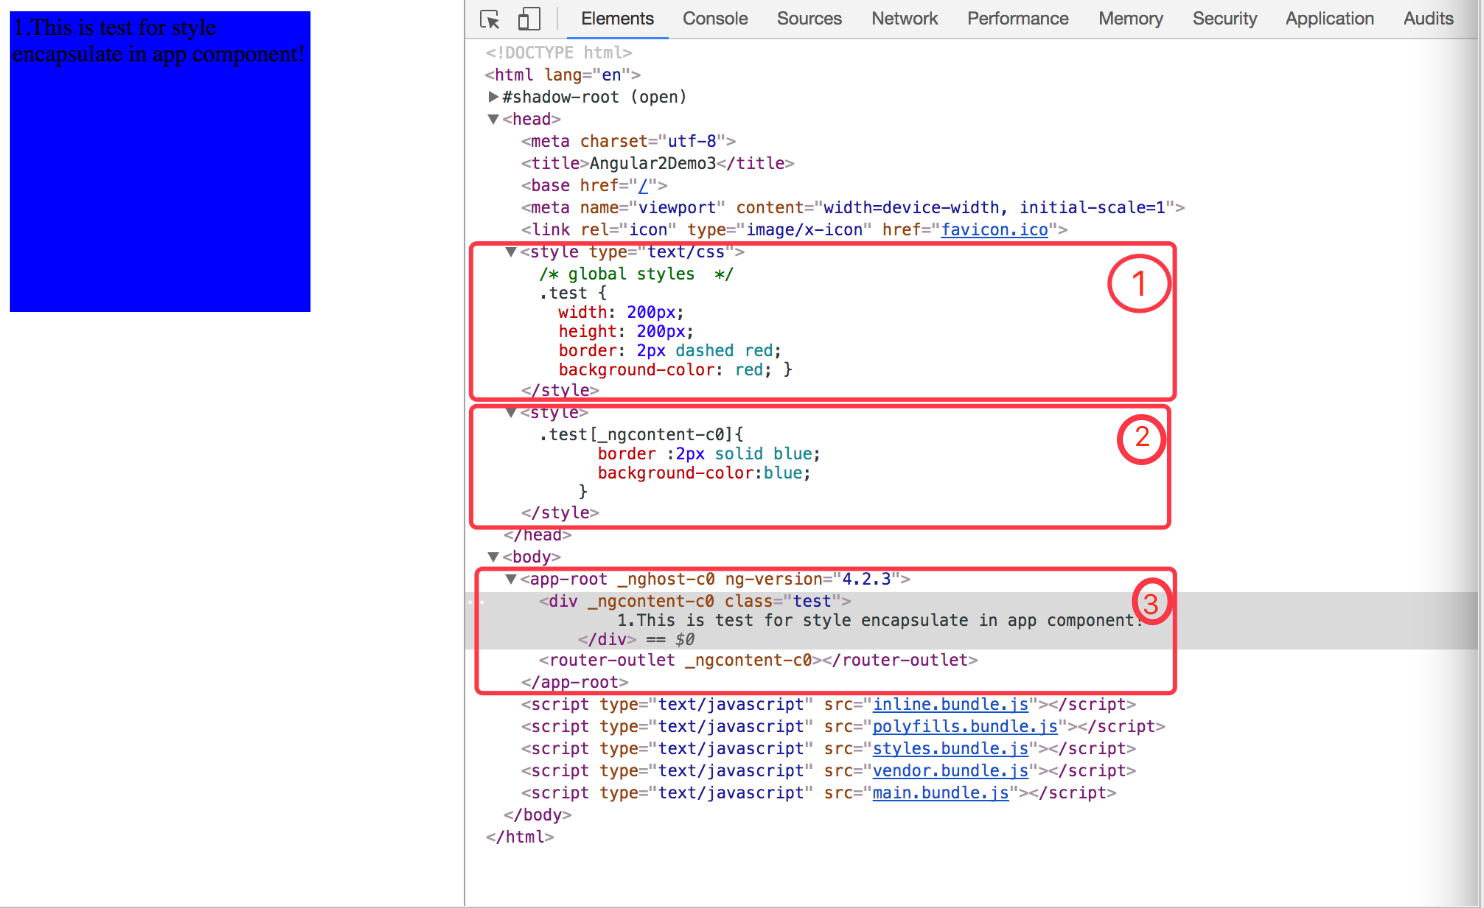 1.This is test for style
encapsulate in app component!
Elements Console Sources Network Performance Memory Security Application Audits
<!DOCTYPE html>
<html lang="en">
#shadow-root (open)
<head>
<meta charset="utf-8">
<title>Angular2Demo3</title>
<base href="/">
<meta name="viewport" content="width=device-width, initial-scale=1">
<link rel="icon" type="image/x-icon" href="favicon.ico">
<style type="text/css">
/* global styles  */
.test {
width: 200px;
height: 200px;
border: 2px dashed red;
background-color: red; }
</style>
1
<style>
.test[_ngcontent-c0]{
border :2px solid blue;
background-color:blue;
}
</style>
2
</head>
<body>
<app-root _nghost-c0 ng-version="4.2.3">
<div _ngcontent-c0 class="test">
1.This is test for style encapsulate in app component!
</div> == $0
<router-outlet _ngcontent-c0></router-outlet>
</app-root>
3
<script type="text/javascript" src="inline.bundle.js"></script>
<script type="text/javascript" src="polyfills.bundle.js"></script>
<script type="text/javascript" src="styles.bundle.js"></script>
<script type="text/javascript" src="vendor.bundle.js"></script>
<script type="text/javascript" src="main.bundle.js"></script>
</body>
</html>